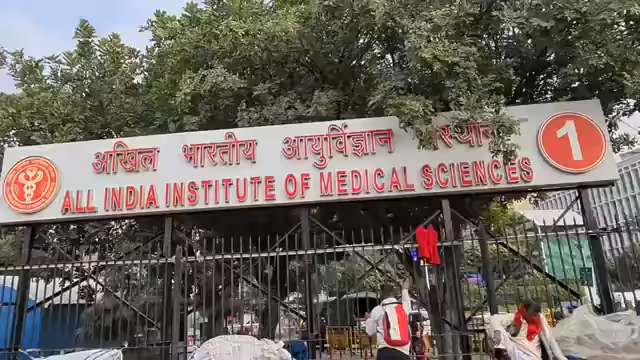 अखिल भारतीय आयुर्विज्ञान संस्थान
ALL INDIA INSTITUTE OF MEDICAL SCIENCES
1